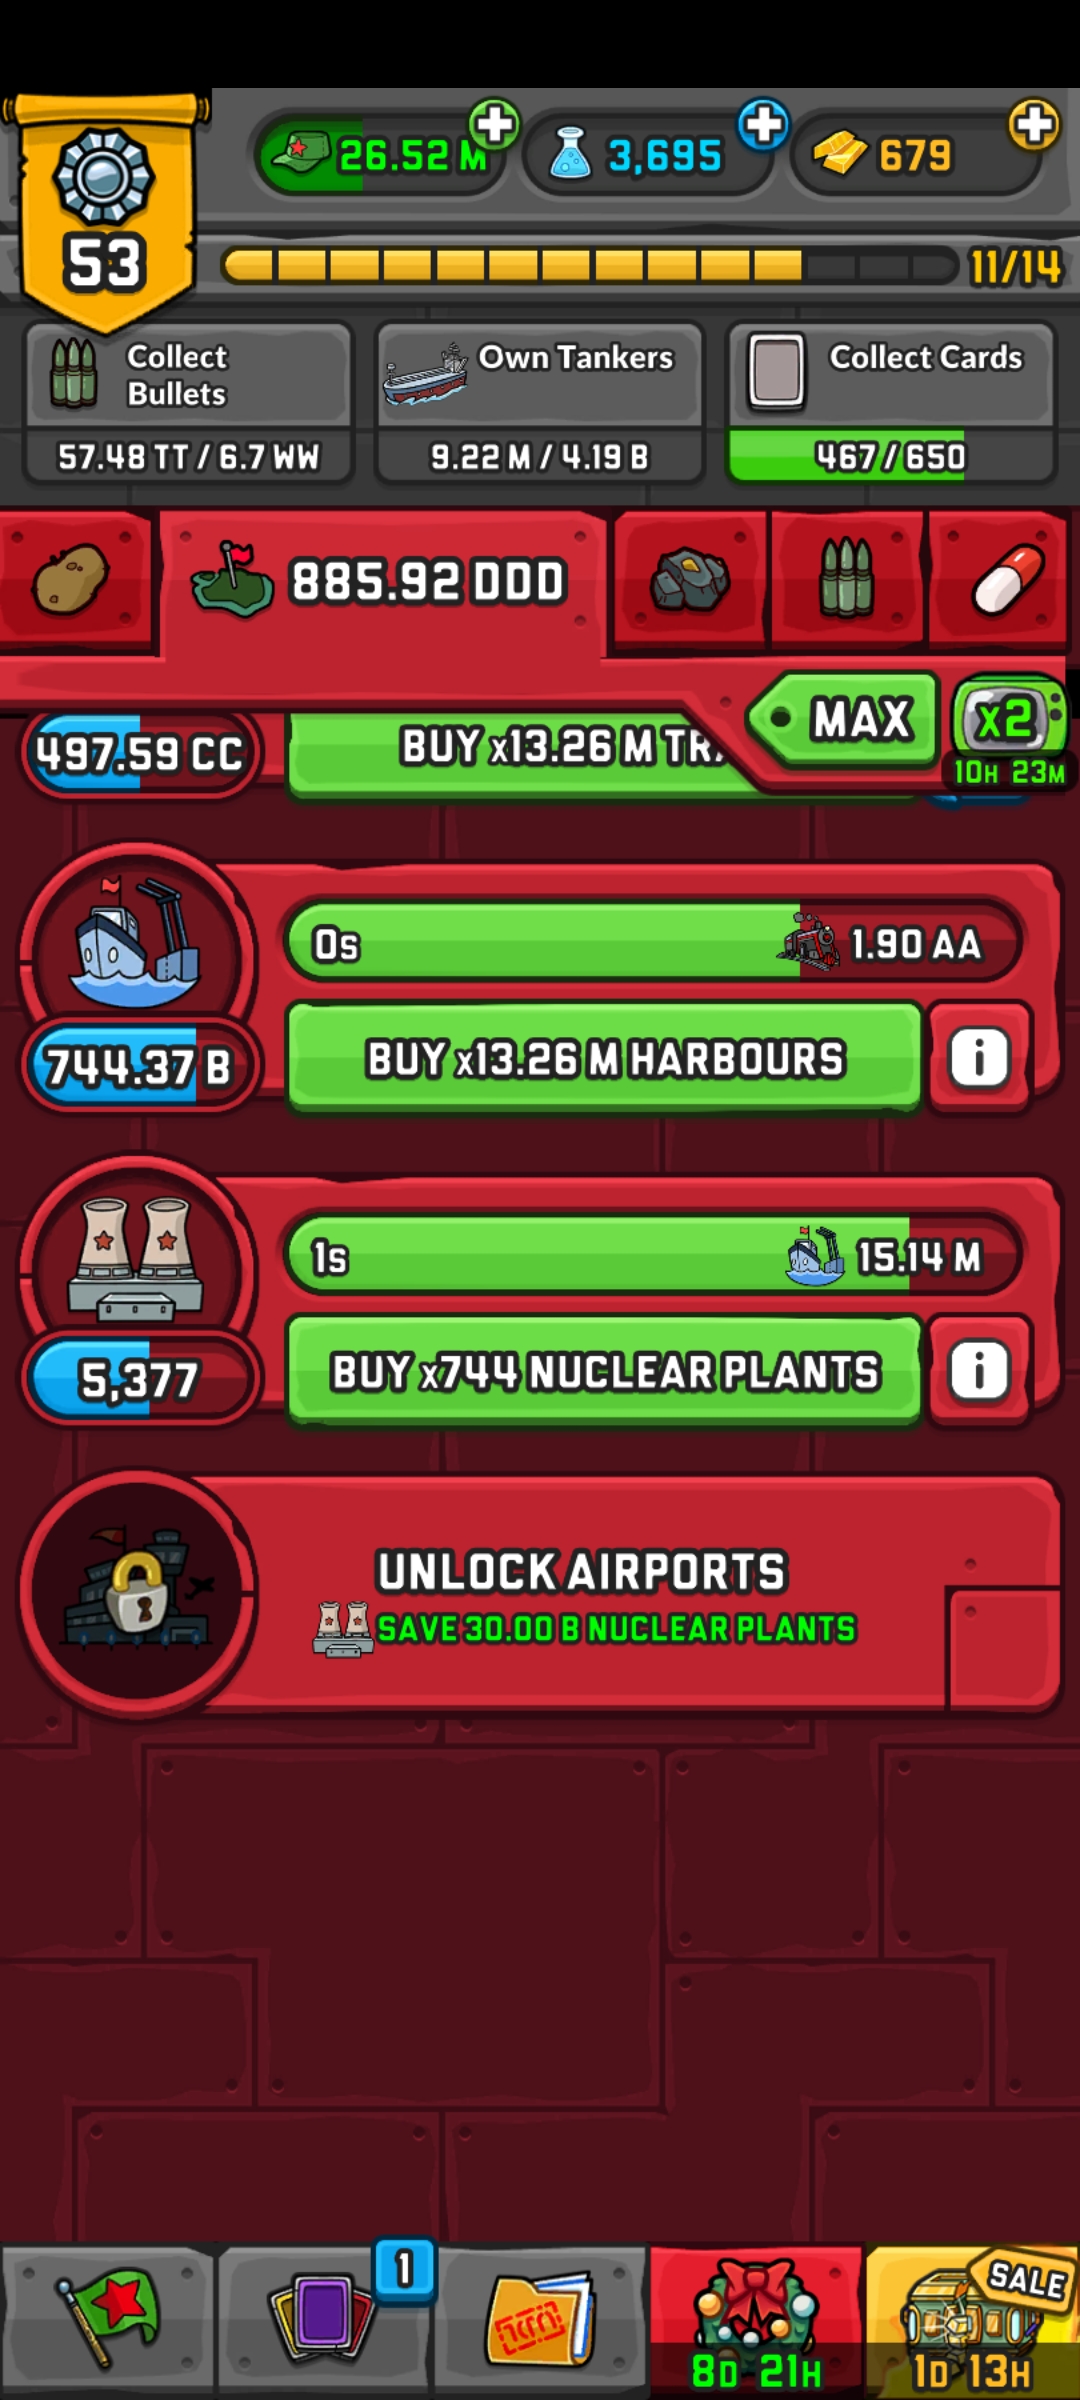 26.52 M
3,695
679
53
11/14
Collect
Bullets
57.48 TT / 6.7 WW
Own Tankers
9.22 M / 4.19 B
Collect Cards
467 / 650
885.92 DDD
MAX
x2
10H 23M
497.59 CC
BUY x13.26 M
0s
1.90 AA
744.37 B
BUY x13.26 M HARBOURS
i
1s
15.14 M
5,377
BUY x744 NUCLEAR PLANTS
i
UNLOCK AIRPORTS
SAVE 30.00 B NUCLEAR PLANTS
1
SALE
8D 21H
1D 13H